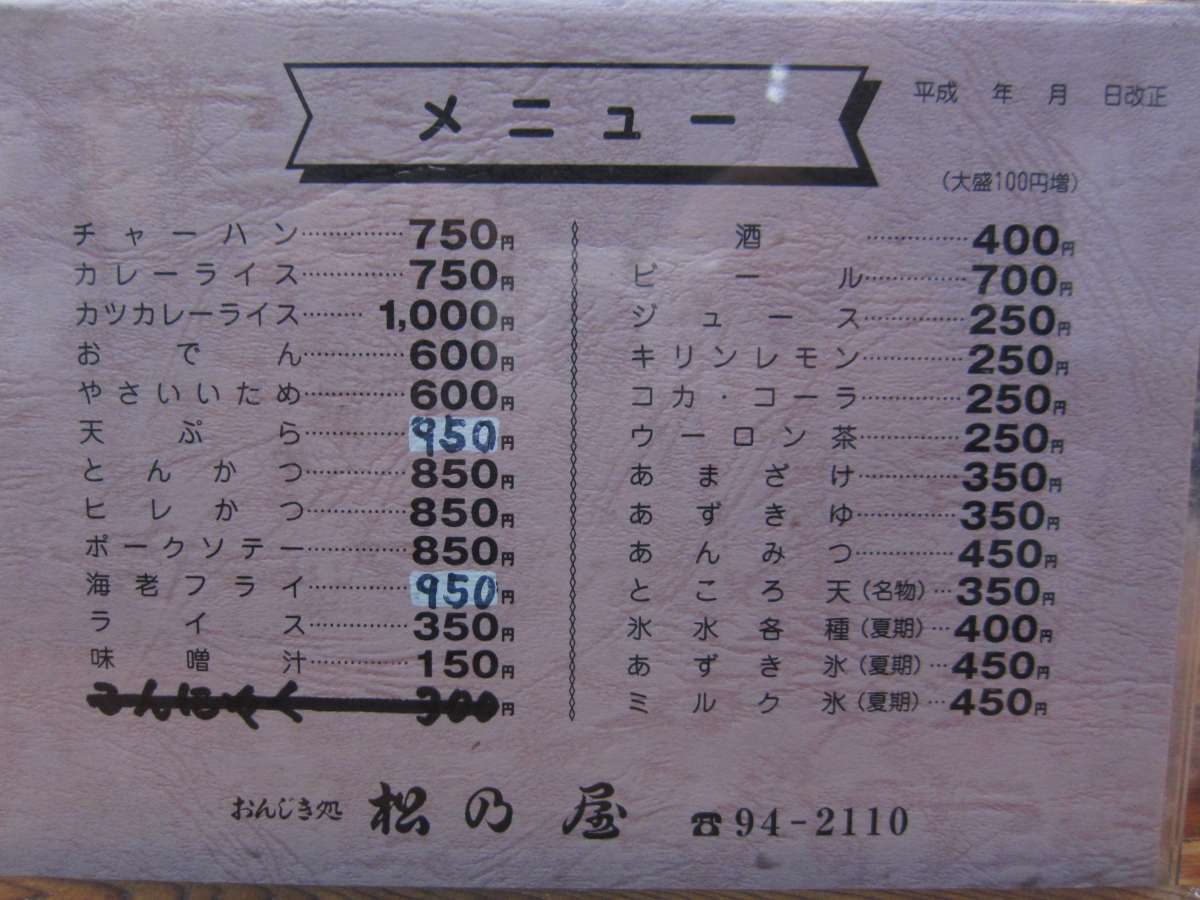 メニュー
平成 年 月 日改正
(大盛100円増)
チャーハン…………750円
カレーライス…………750円
カツカレーライス………1,000円
おでん…………600円
やさいいため…………600円
天ぷら…………950円
とんかつ…………850円
ヒレかつ…………850円
ポークソテー…………850円
海老フライ…………950円
ライス…………350円
味噌汁…………150円
こんにゃく 300円
酒…………400円
ビール…………700円
ジュース…………250円
キリンレモン…………250円
コカ・コーラ…………250円
ウーロン茶…………250円
あまざけ…………350円
あずきゆ…………350円
あんみつ…………450円
ところ天(名物)…350円
氷水各種(夏期)…400円
あずき氷(夏期)…450円
ミルク氷(夏期)…450円
おんじき処 松乃屋 ☎94-2110